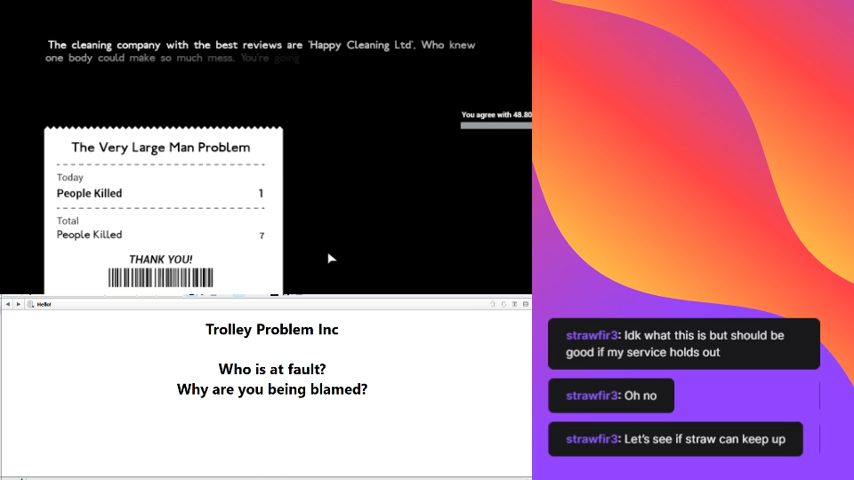 The cleaning company with the best reviews are 'Happy Cleaning Ltd'. Who knew
one body could make so much mess. You're going
You agree with 48.80
The Very Large Man Problem
Today
People Killed 1
Total
People Killed 7
THANK YOU!
Hello!
Trolley Problem Inc
Who is at fault?
Why are you being blamed?
strawfir3: Idk what this is but should be
good if my service holds out
strawfir3: Oh no
strawfir3: Let's see if straw can keep up